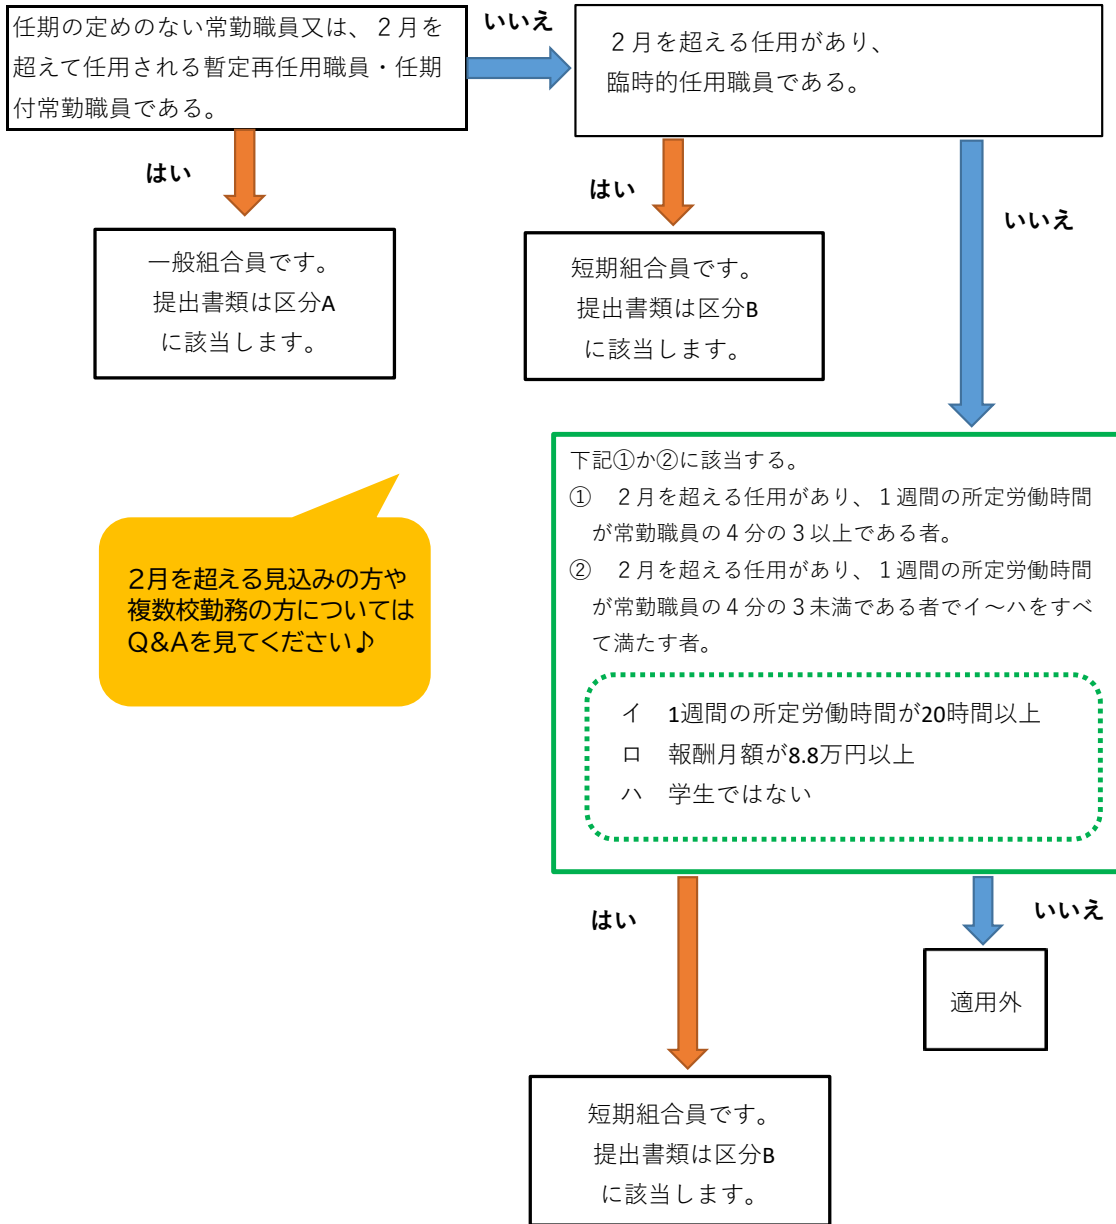 任期の定めのない常勤職員又は、２月を
超えて任用される暫定再任用職員・任期
付常勤職員である。
いいえ
２月を超える任用があり、
臨時的任用職員である。
はい
はい
いいえ
一般組合員です。
提出書類は区分A
に該当します。
短期組合員です。
提出書類は区分B
に該当します。
2月を超える見込みの方や
複数校勤務の方については
Q&Aを見てください♪
下記①か②に該当する。
①　２月を超える任用があり、１週間の所定労働時間
が常勤職員の４分の３以上である者。
②　２月を超える任用があり、１週間の所定労働時間
が常勤職員の４分の３未満である者でイ～ハをすべ
て満たす者。
イ　1週間の所定労働時間が20時間以上
ロ　報酬月額が8.8万円以上
ハ　学生ではない
はい
いいえ
適用外
短期組合員です。
提出書類は区分B
に該当します。